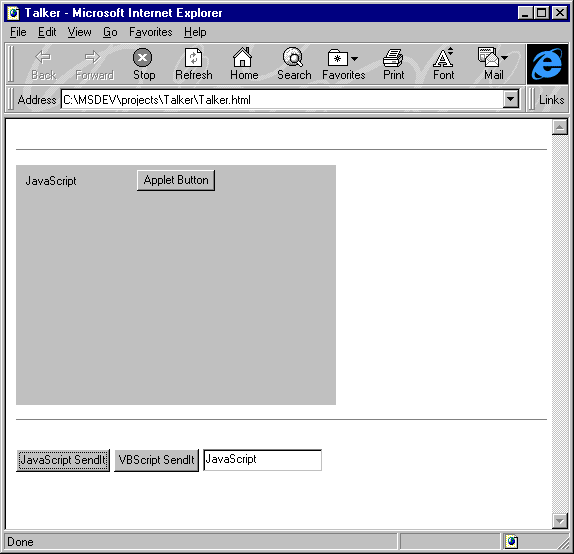 Talker - Microsoft Internet Explorer
File Edit View Go Favorites Help
Back Forward Stop Refresh Home Search Favorites Print Font Mail
Address C:\MSDEV\projects\Talker\Talker.html Links
JavaScript Applet Button
JavaScript SendIt VBScript SendIt JavaScript
Done